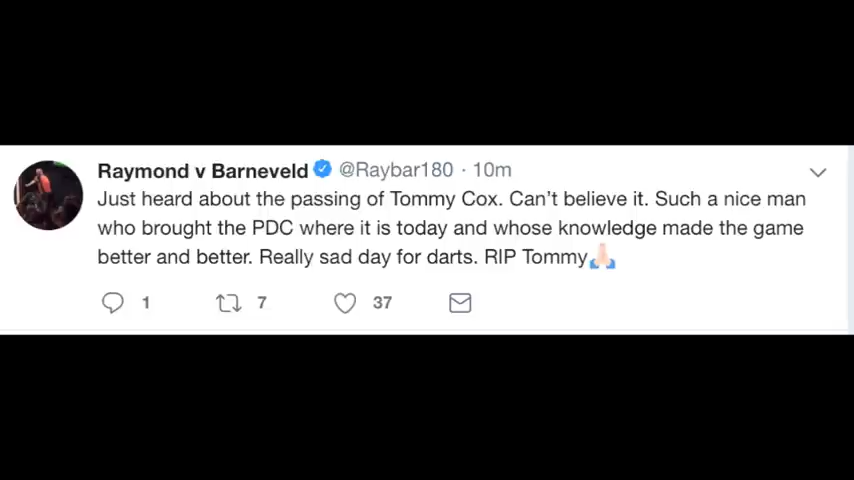 Raymond v Barneveld @Raybar180 · 10m
Just heard about the passing of Tommy Cox. Can’t believe it. Such a nice man
who brought the PDC where it is today and whose knowledge made the game
better and better. Really sad day for darts. RIP Tommy🙏🏻
1 7 37